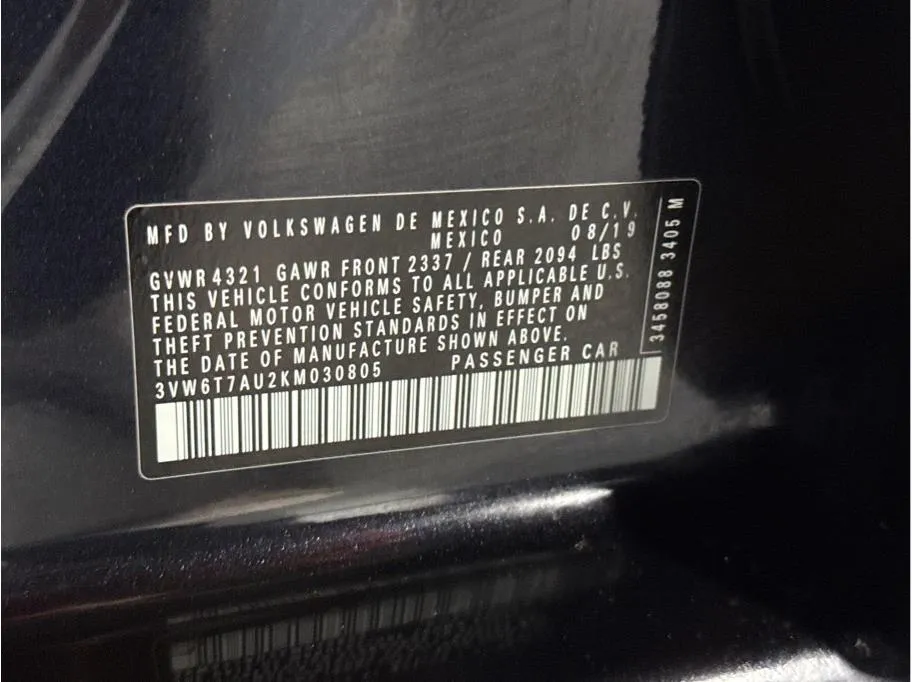 MFD BY VOLKSWAGEN DE MEXICO S.A. DE C.V.
MEXICO 08/19
GVWR 4321 GAWR FRONT 2337 / REAR 2094 LBS
THIS VEHICLE CONFORMS TO ALL APPLICABLE U.S.
FEDERAL MOTOR VEHICLE SAFETY, BUMPER AND
THEFT PREVENTION STANDARDS IN EFFECT ON
THE DATE OF MANUFACTURE SHOWN ABOVE.
3VW6T7AU2KM030805 PASSENGER CAR
3458088 3405 M